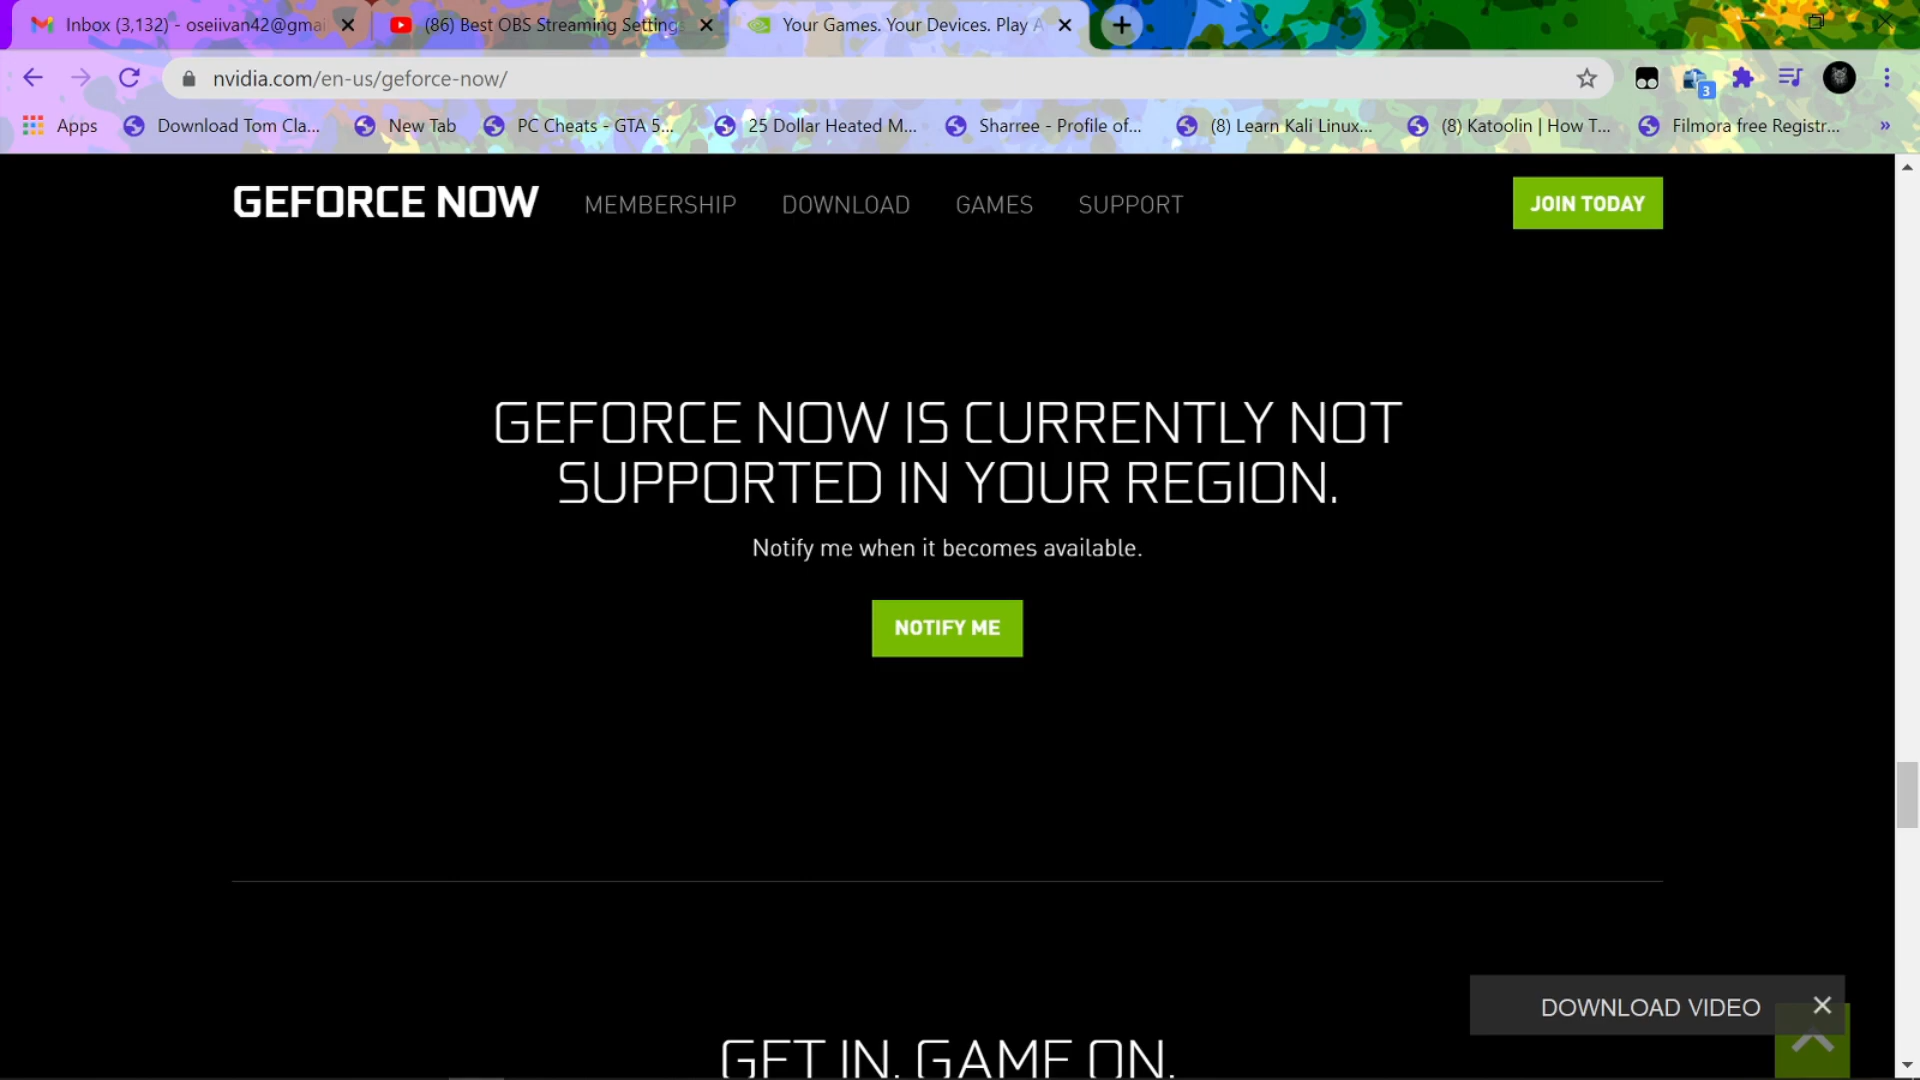 Inbox (3,132) - oseiivan42@gmai
(86) Best OBS Streaming Settings
Your Games. Your Devices. Play A
nvidia.com/en-us/geforce-now/
3
Apps
Download Tom Cla...
New Tab
PC Cheats - GTA 5...
25 Dollar Heated M...
Sharree - Profile of...
(8) Learn Kali Linux...
(8) Katoolin | How T...
Filmora free Registr...
»
GEFORCE NOW
MEMBERSHIP
DOWNLOAD
GAMES
SUPPORT
JOIN TODAY
GEFORCE NOW IS CURRENTLY NOT
SUPPORTED IN YOUR REGION.
Notify me when it becomes available.
NOTIFY ME
DOWNLOAD VIDEO
GET IN. GAME ON.